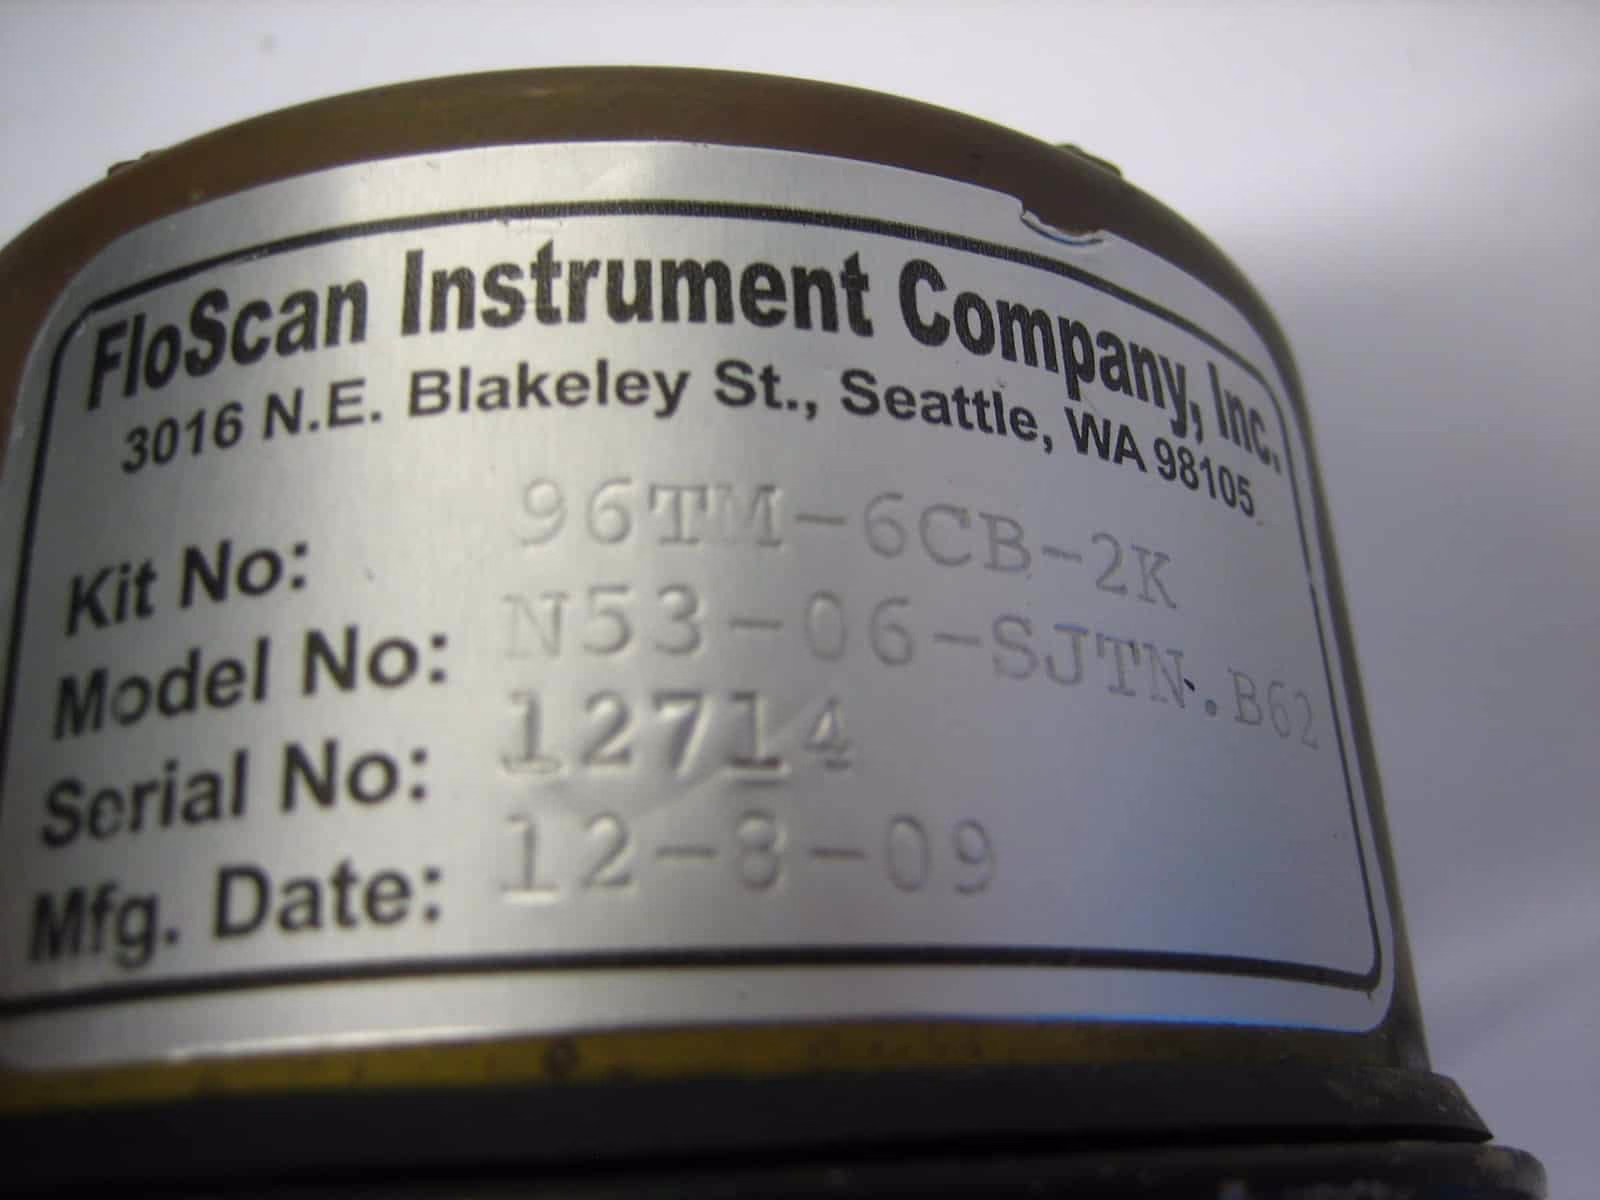 FloScan Instrument Company, Inc.
3016 N.E. Blakeley St., Seattle, WA 98105
Kit No: 96TM-6CB-2K
Model No: N53-06-SJTN.B62
Serial No: 12714
Mfg. Date: 12-8-09